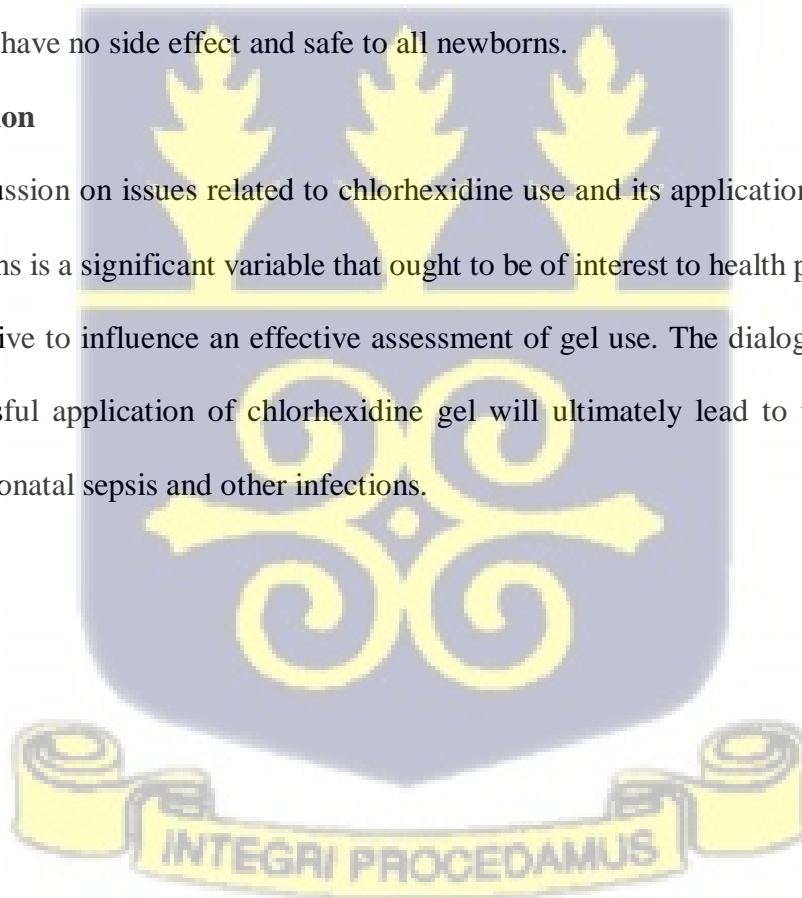 have no side effect and safe to all newborns.
ion
ussion on issues related to chlorhexidine use and its application
ns is a significant variable that ought to be of interest to health p
ive to influence an effective assessment of gel use. The dialog
sful application of chlorhexidine gel will ultimately lead to
onatal sepsis and other infections.
INTEGRI PROCEDAMUS